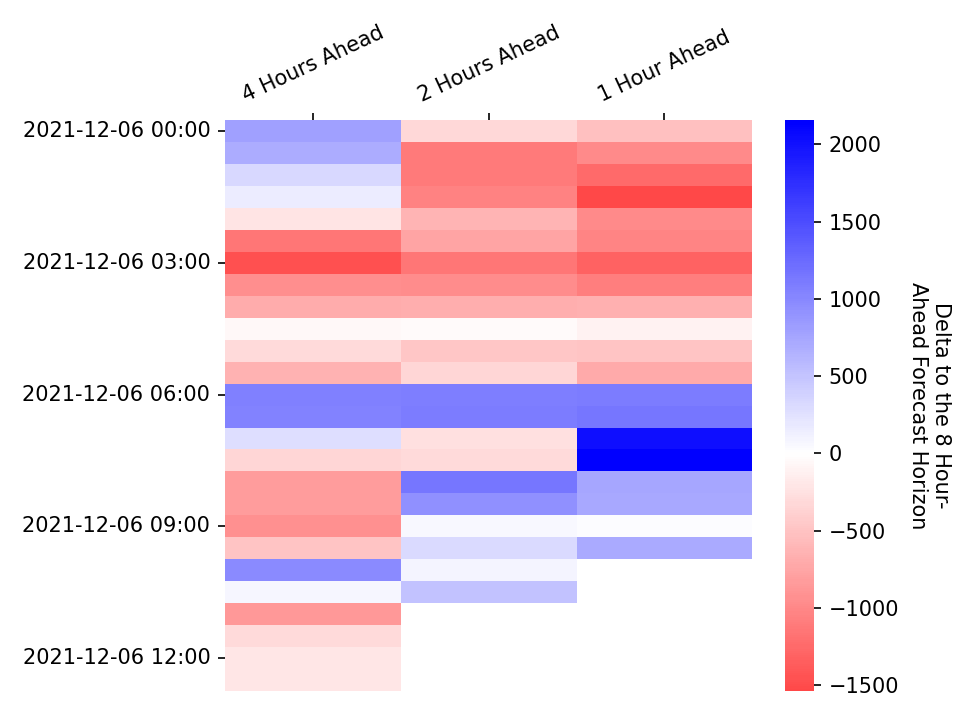 4 Hours Ahead
2 Hours Ahead
1 Hour Ahead
2021-12-06 00:00
2021-12-06 03:00
2021-12-06 06:00
2021-12-06 09:00
2021-12-06 12:00
2000
1500
1000
500
0
−500
−1000
−1500
Delta to the 8 Hour-
Ahead Forecast Horizon